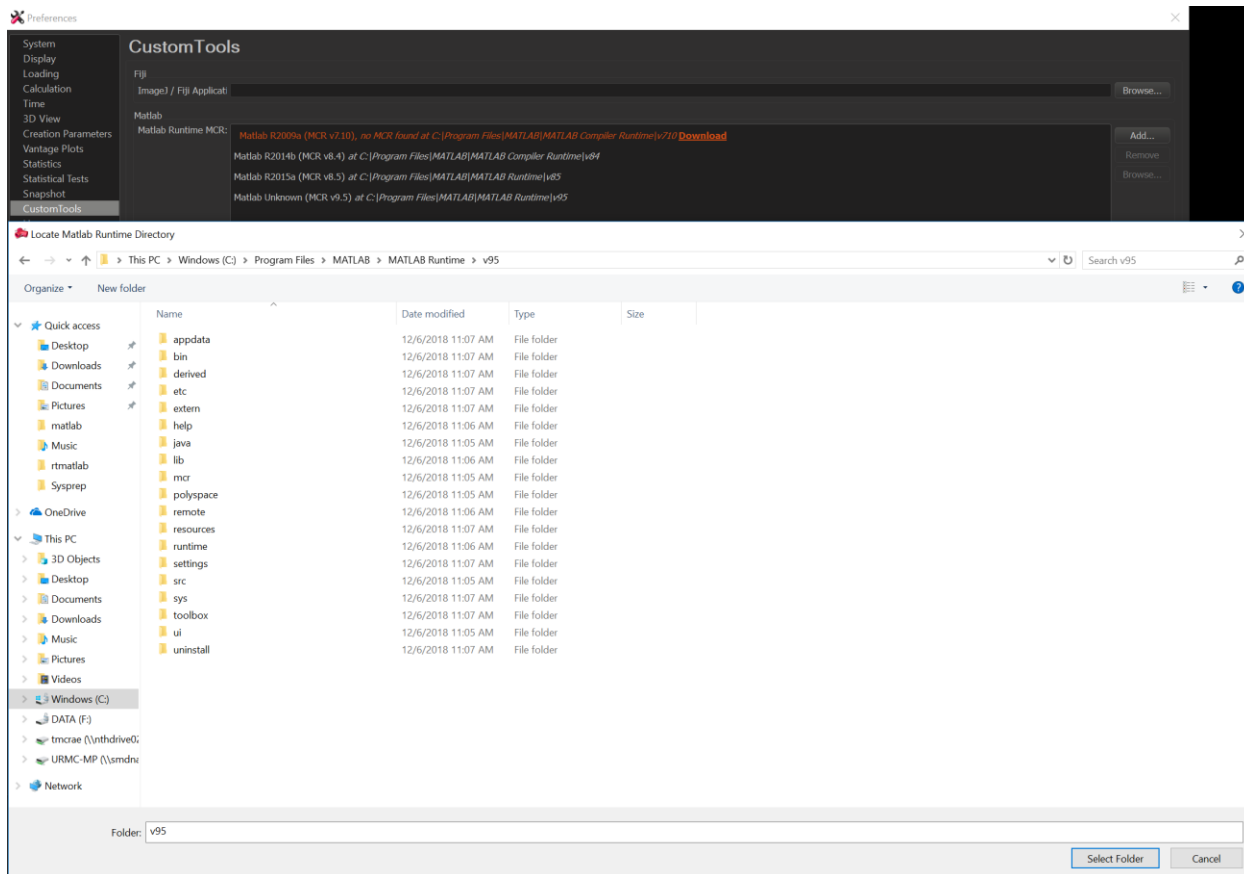 Preferences
System
Display
Loading
Calculation
Time
3D View
Creation Parameters
Vantage Plots
Statistics
Statistical Tests
Snapshot
CustomTools
CustomTools
Fiji
ImageJ / Fiji Applicati
Browse...
Matlab
Matlab Runtime MCR:
Matlab R2009a (MCR v7.10), no MCR found at C:|Program Files|MATLAB|MATLAB Compiler Runtime|v710 Download
Matlab R2014b (MCR v8.4) at C:|Program Files|MATLAB|MATLAB Compiler Runtime|v84
Matlab R2015a (MCR v8.5) at C:|Program Files|MATLAB|MATLAB Runtime|v85
Matlab Unknown (MCR v9.5) at C:|Program Files|MATLAB|MATLAB Runtime|v95
Add...
Remove
Browse...
Locate Matlab Runtime Directory
This PC > Windows (C:) > Program Files > MATLAB > MATLAB Runtime > v95
Search v95
Organize
New folder
Quick access
Desktop
Downloads
Documents
Pictures
matlab
Music
rtmatlab
Sysprep
OneDrive
This PC
3D Objects
Desktop
Documents
Downloads
Music
Pictures
Videos
Windows (C:)
DATA (F:)
tmcrae (\\nthdrive02
URMC-MP (\\smdna
Network
Name Date modified Type Size
appdata 12/6/2018 11:07 AM File folder
bin 12/6/2018 11:07 AM File folder
derived 12/6/2018 11:07 AM File folder
etc 12/6/2018 11:07 AM File folder
extern 12/6/2018 11:07 AM File folder
help 12/6/2018 11:06 AM File folder
java 12/6/2018 11:05 AM File folder
lib 12/6/2018 11:06 AM File folder
mcr 12/6/2018 11:05 AM File folder
polyspace 12/6/2018 11:05 AM File folder
remote 12/6/2018 11:06 AM File folder
resources 12/6/2018 11:07 AM File folder
runtime 12/6/2018 11:06 AM File folder
settings 12/6/2018 11:07 AM File folder
src 12/6/2018 11:05 AM File folder
sys 12/6/2018 11:07 AM File folder
toolbox 12/6/2018 11:07 AM File folder
ui 12/6/2018 11:05 AM File folder
uninstall 12/6/2018 11:07 AM File folder
Folder: v95
Select Folder
Cancel